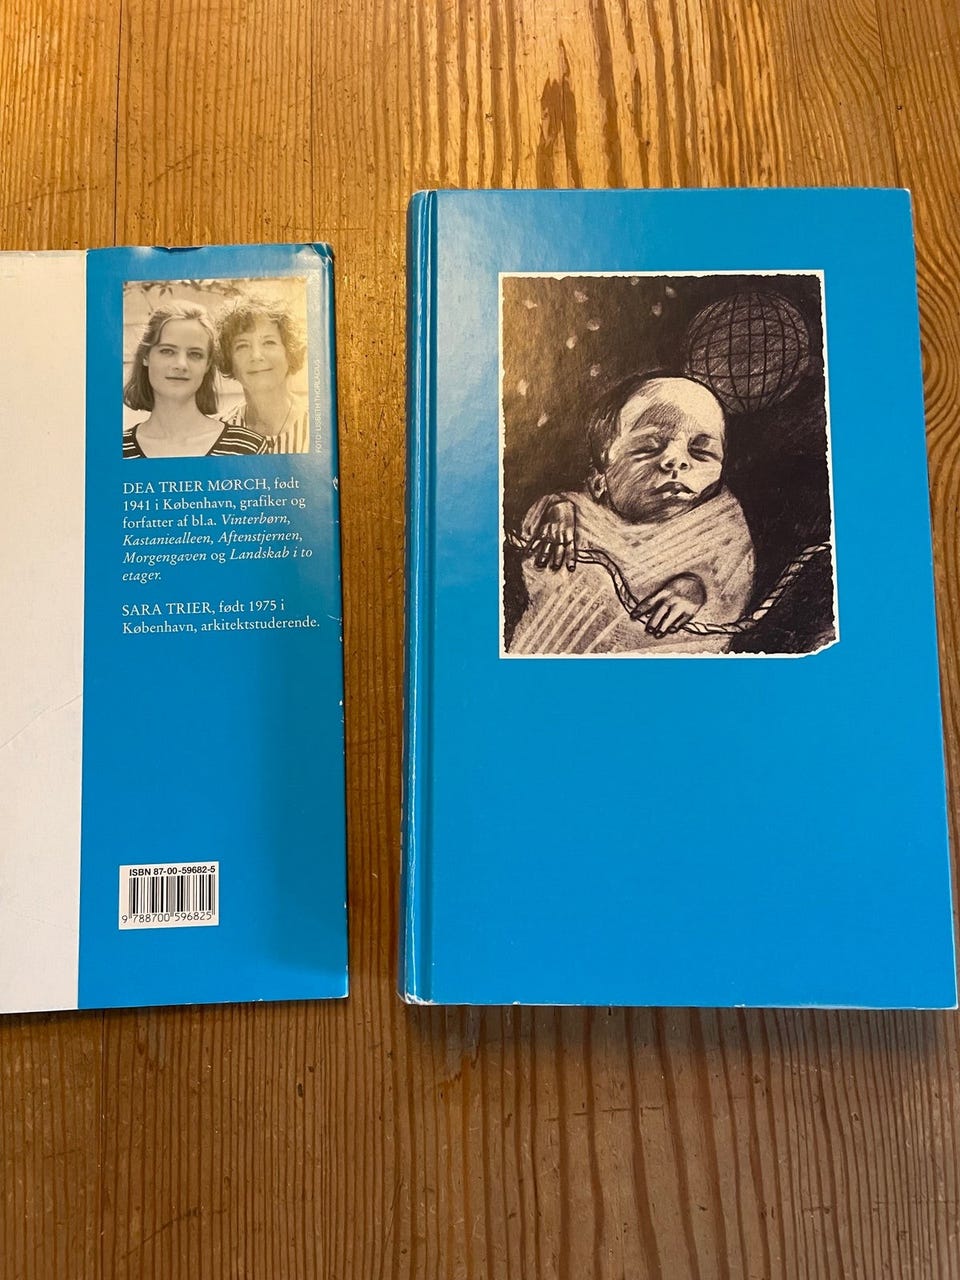 FOTO: LISBETH THORLACIUS
DEA TRIER MØRCH, født
1941 i København, grafiker og
forfatter af bl.a. Vinterbørn,
Kastaniealleen, Aftenstjernen,
Morgengaven og Landskab i to
etager.
SARA TRIER, født 1975 i
København, arkitektstuderende.
ISBN 87-00-59682-5
9 788700 596825